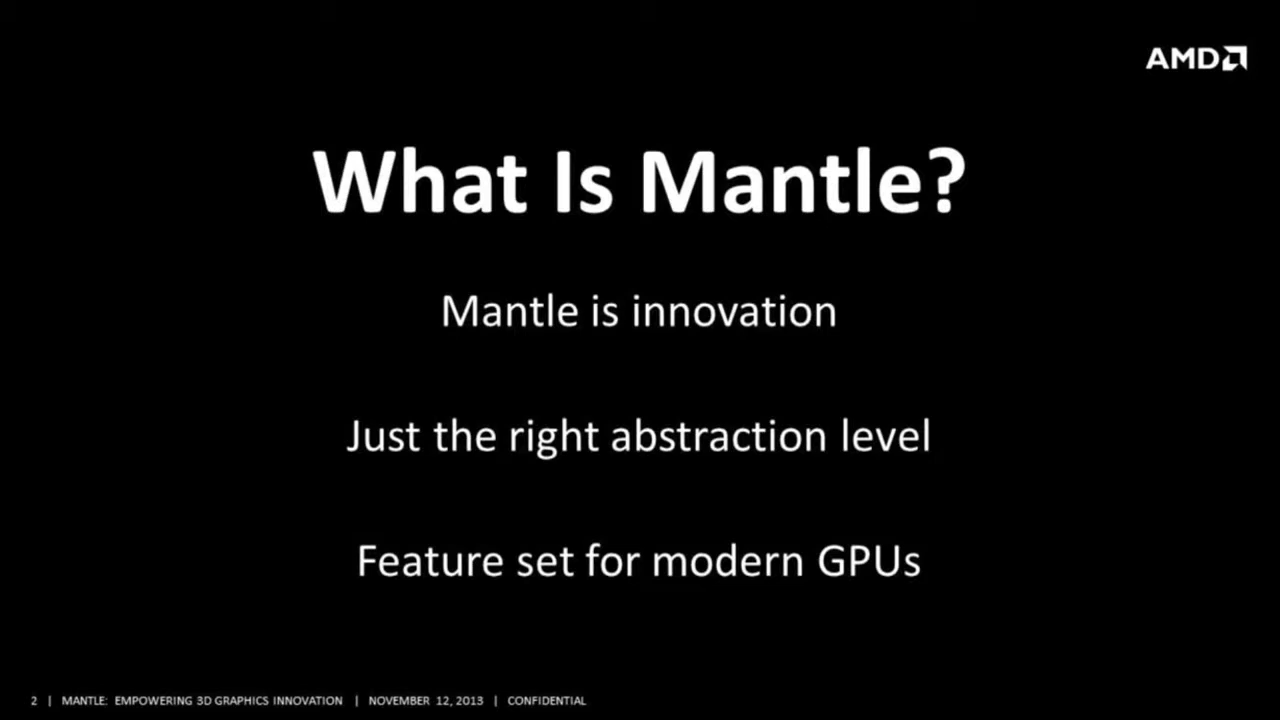 AMD
What Is Mantle?
Mantle is innovation
Just the right abstraction level
Feature set for modern GPUs
2 | MANTLE: EMPOWERING 3D GRAPHICS INNOVATION | NOVEMBER 12, 2013 | CONFIDENTIAL